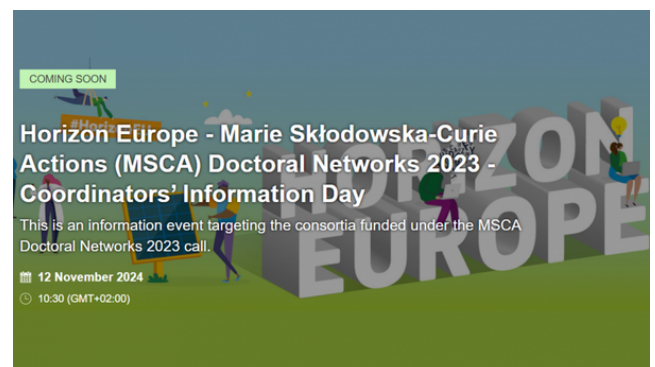 COMING SOON
#HorizonEU
Horizon Europe - Marie Skłodowska-Curie
Actions (MSCA) Doctoral Networks 2023 -
Coordinators’ Information Day
This is an information event targeting the consortia funded under the MSCA
Doctoral Networks 2023 call.
12 November 2024
10:30 (GMT+02:00)
HORIZON
EUROPE